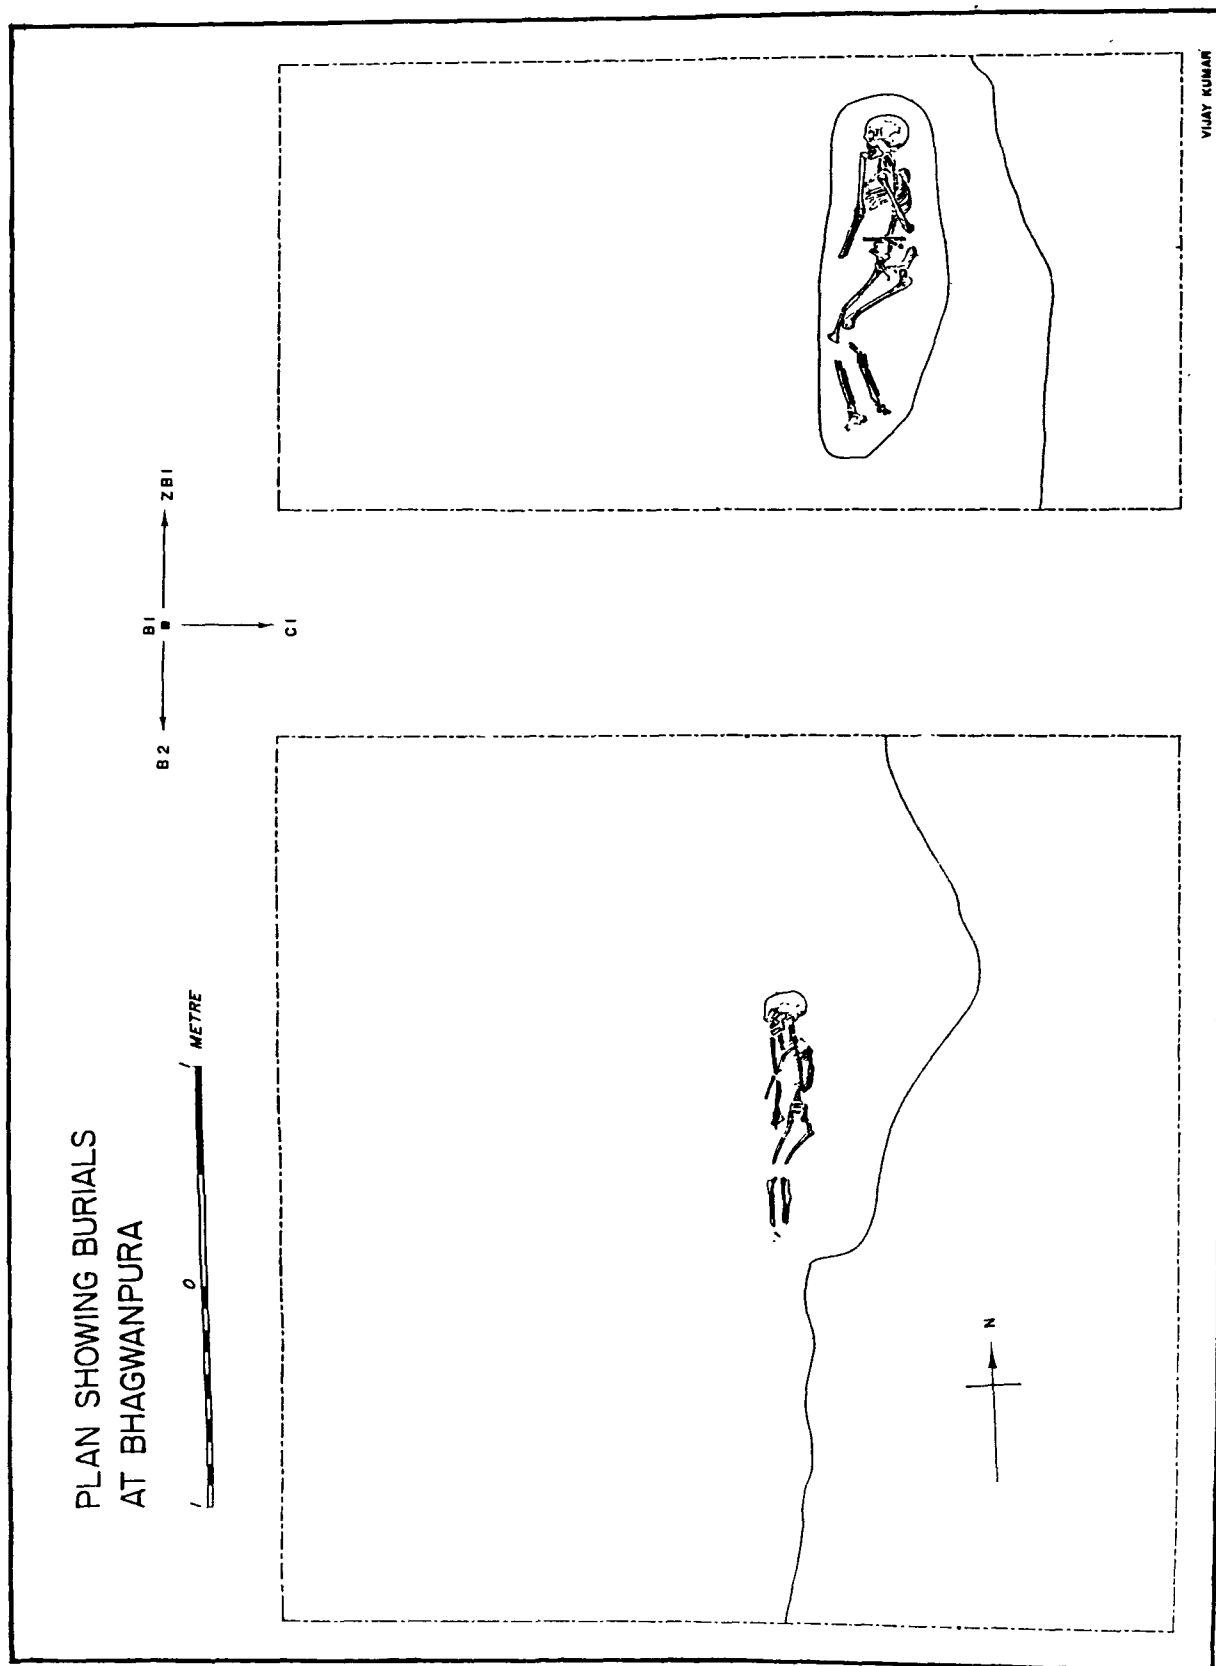 PLAN SHOWING BURIALS
AT BHAGWANPURA
1 0 1 METRE
B2 B1 ZB1
C1
N
VIJAY KUMAR